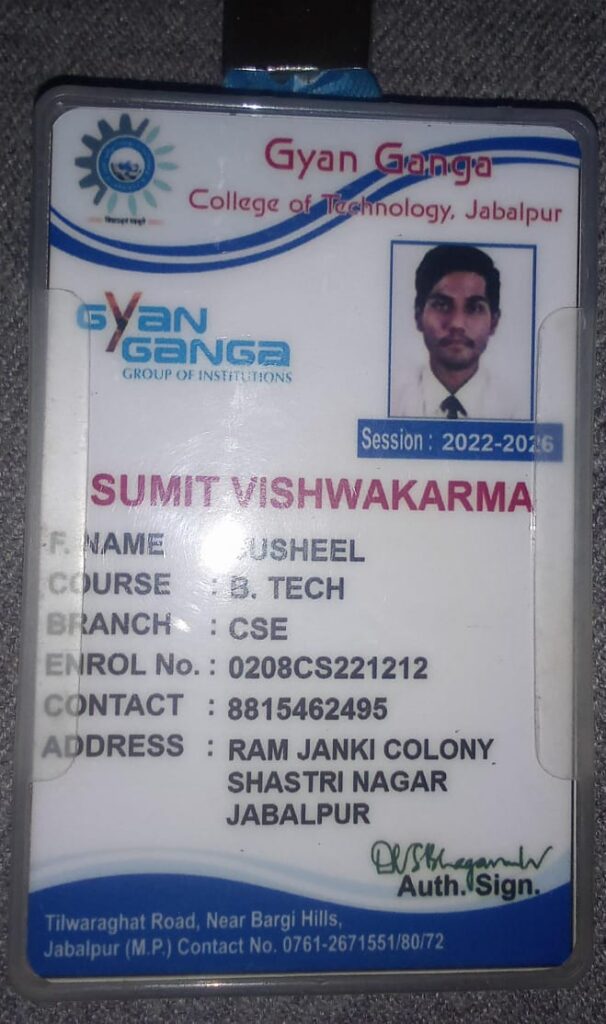 Gyan Ganga
College of Technology, Jabalpur
GYAN
GANGA
GROUP OF INSTITUTIONS
Session : 2022-2026
SUMIT VISHWAKARMA
F. NAME SUSHEEL
COURSE : B. TECH
BRANCH : CSE
ENROL No. : 0208CS221212
CONTACT : 8815462495
ADDRESS : RAM JANKI COLONY
SHASTRI NAGAR
JABALPUR
Auth. Sign.
Tilwaraghat Road, Near Bargi Hills,
Jabalpur (M.P.) Contact No. 0761-2671551/80/72